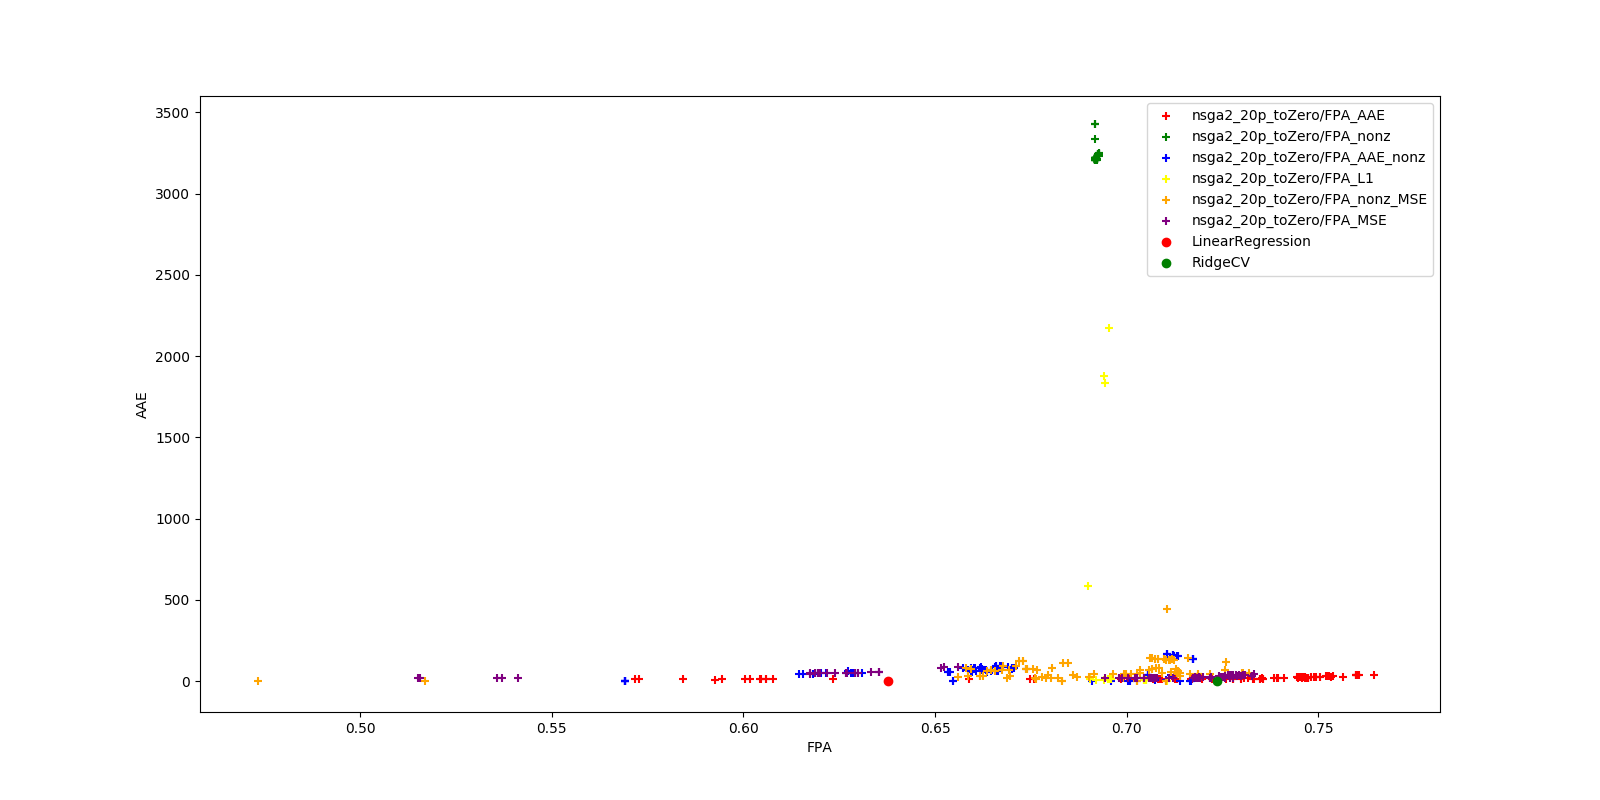 3500
3000
2500
2000
1500
1000
500
0
AAE
0.50
0.55
0.60
0.65
0.70
0.75
FPA
nsga2_20p_toZero/FPA_AAE
nsga2_20p_toZero/FPA_nonz
nsga2_20p_toZero/FPA_AAE_nonz
nsga2_20p_toZero/FPA_L1
nsga2_20p_toZero/FPA_nonz_MSE
nsga2_20p_toZero/FPA_MSE
LinearRegression
RidgeCV